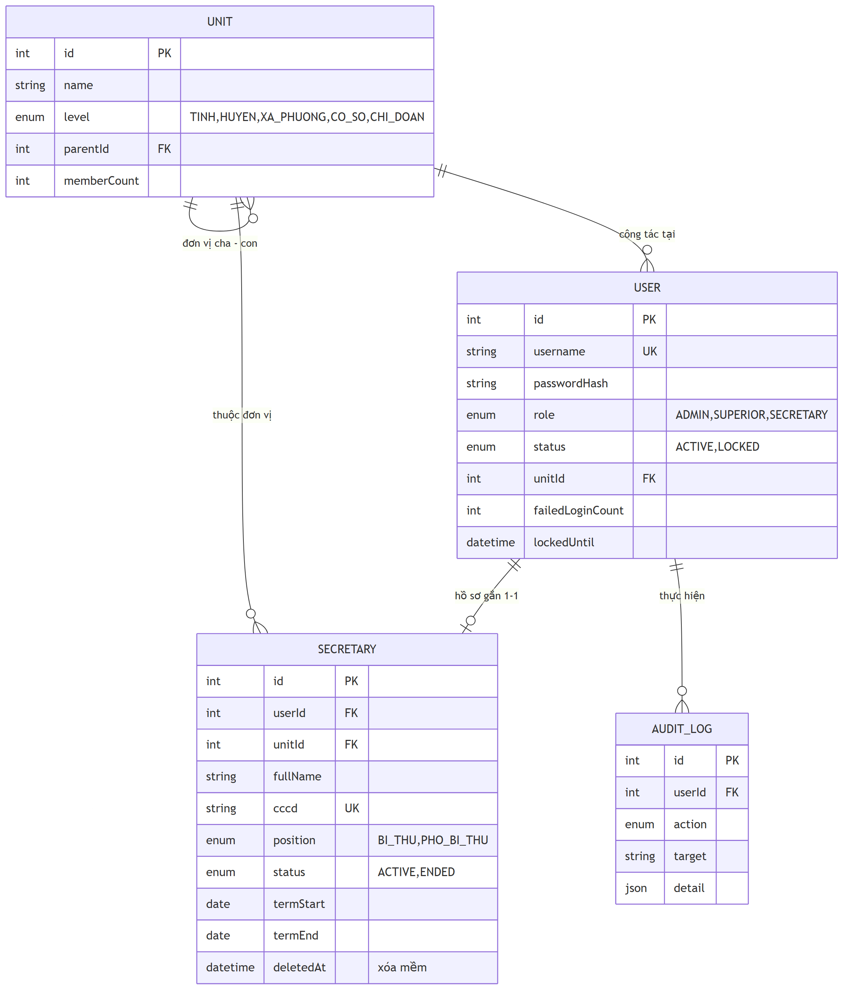 UNIT
int id PK
string name
enum level TINH,HUYEN,XA_PHUONG,CO_SO,CHI_DOAN
int parentId FK
int memberCount
đơn vị cha - con
công tác tại
thuộc đơn vị
USER
int id PK
string username UK
string passwordHash
enum role ADMIN,SUPERIOR,SECRETARY
enum status ACTIVE,LOCKED
int unitId FK
int failedLoginCount
datetime lockedUntil
hồ sơ gắn 1-1
thực hiện
SECRETARY
int id PK
int userId FK
int unitId FK
string fullName
string cccd UK
enum position BI_THU,PHO_BI_THU
enum status ACTIVE,ENDED
date termStart
date termEnd
datetime deletedAt xóa mềm
AUDIT_LOG
int id PK
int userId FK
enum action
string target
json detail